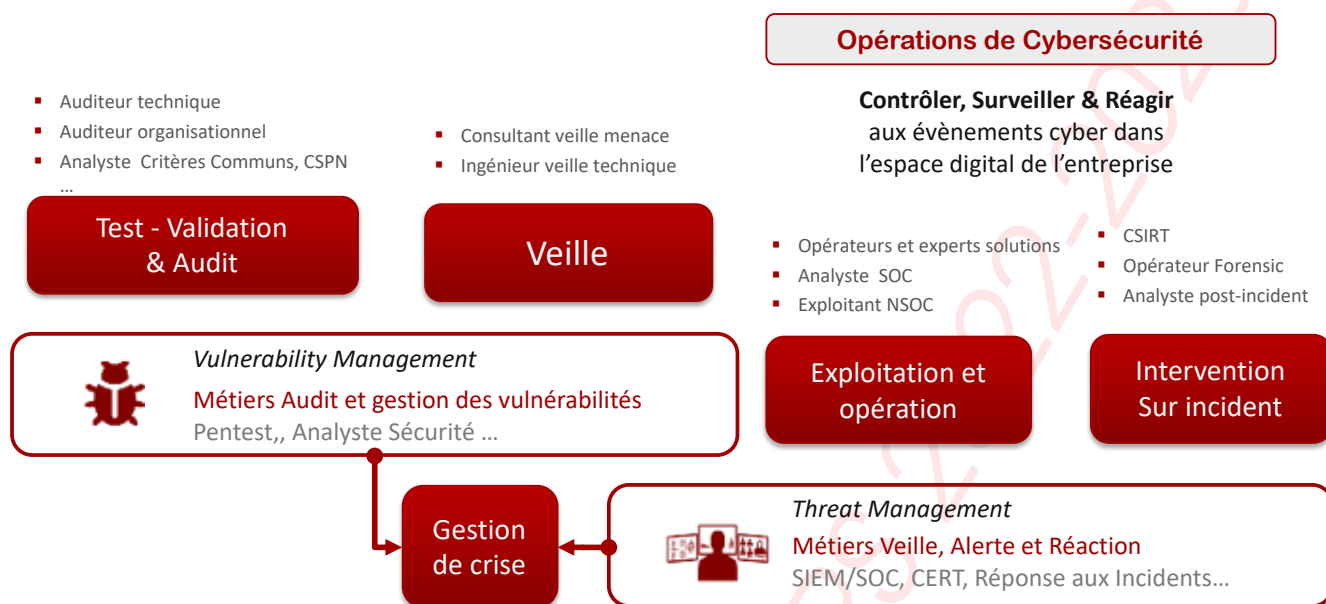 Opérations de Cybersécurité
Contrôler, Surveiller & Réagir
aux évènements cyber dans
l'espace digital de l'entreprise
▪ Auditeur technique
▪ Auditeur organisationnel
▪ Analyste Critères Communs, CSPN
…
Test - Validation
& Audit
▪ Consultant veille menace
▪ Ingénieur veille technique
Veille
▪ Opérateurs et experts solutions
▪ Analyste SOC
▪ Exploitant NSOC
Exploitation et
opération
▪ CSIRT
▪ Opérateur Forensic
▪ Analyste post-incident
Intervention
Sur incident
Vulnerability Management
Métiers Audit et gestion des vulnérabilités
Pentest,, Analyste Sécurité …
Gestion
de crise
Threat Management
Métiers Veille, Alerte et Réaction
SIEM/SOC, CERT, Réponse aux Incidents…